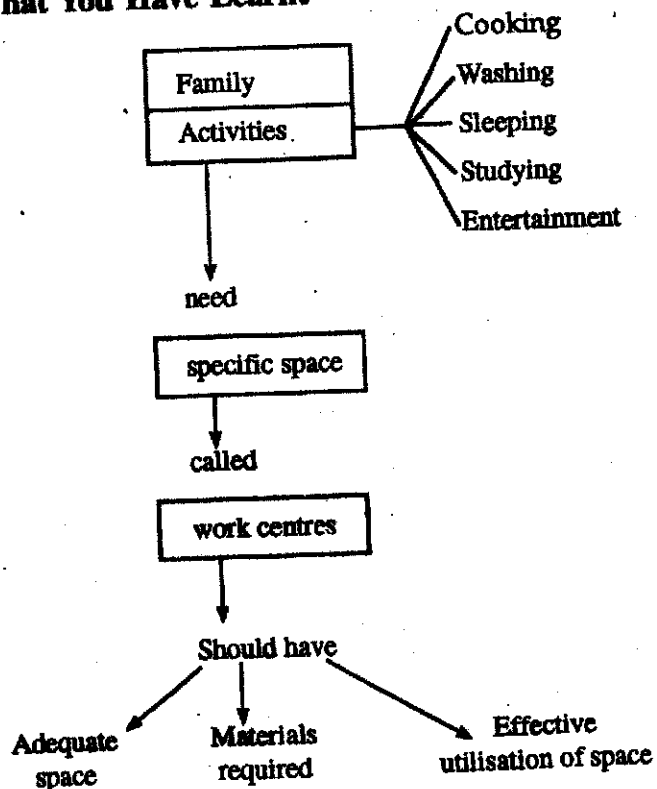 hat You Have Learnt
Cooking
Family
Washing
Activities
Sleeping
Studying
Entertainment
need
specific space
called
work centres
Should have
Adequate
space
Materials
required
Effective
utilisation of space